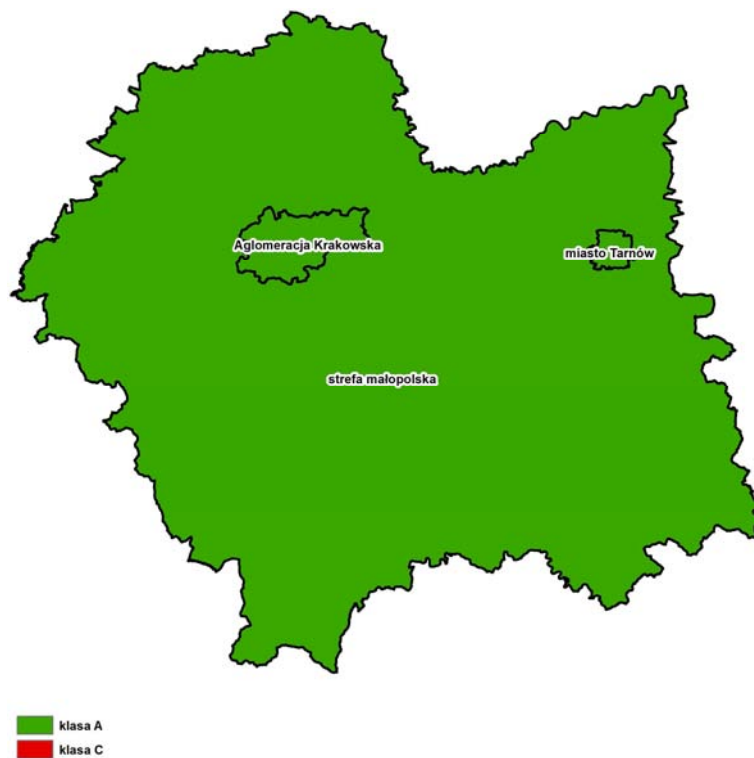 Aglomeracja Krakowska
miasto Tarnów
strefa małopolska
klasa A
klasa C